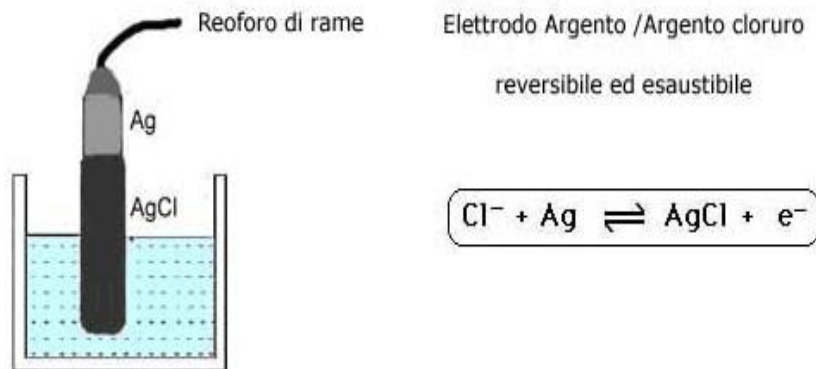 Reoforo di rame
Elettrodo Argento /Argento cloruro
reversibile ed esaustibile
Ag
AgCl
Cl⁻ + Ag ⇌ AgCl + e⁻